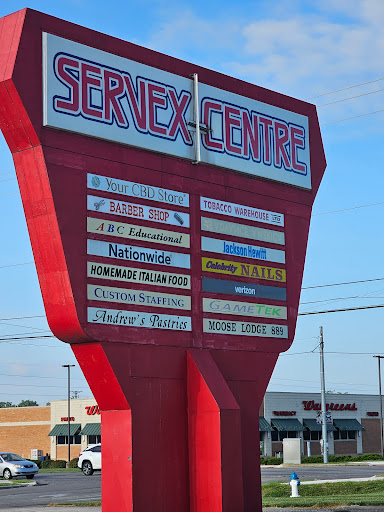 SERVEX CENTRE
Your CBD Store
BARBER SHOP
ABC Educational
Nationwide
HOMEMADE ITALIAN FOOD
CUSTOM STAFFING
Andrew's Pastries
TOBACCO WAREHOUSE
Jackson Hewitt
Celebrity NAILS
verizon
GAMETEK
MOOSE LODGE 889
Walgreens